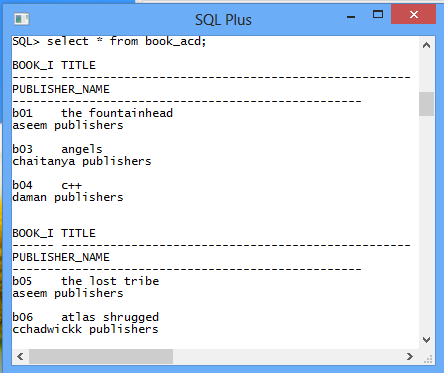 SQL Plus
SQL> select * from book_acd;
BOOK_I TITLE
------ --------------------------------------------------
PUBLISHER_NAME
--------------------------------------------------
b01    the fountainhead
aseem publishers
b03    angels
chaitanya publishers
b04    c++
daman publishers
BOOK_I TITLE
------ --------------------------------------------------
PUBLISHER_NAME
--------------------------------------------------
b05    the lost tribe
aseem publishers
b06    atlas shrugged
cchadwickk publishers